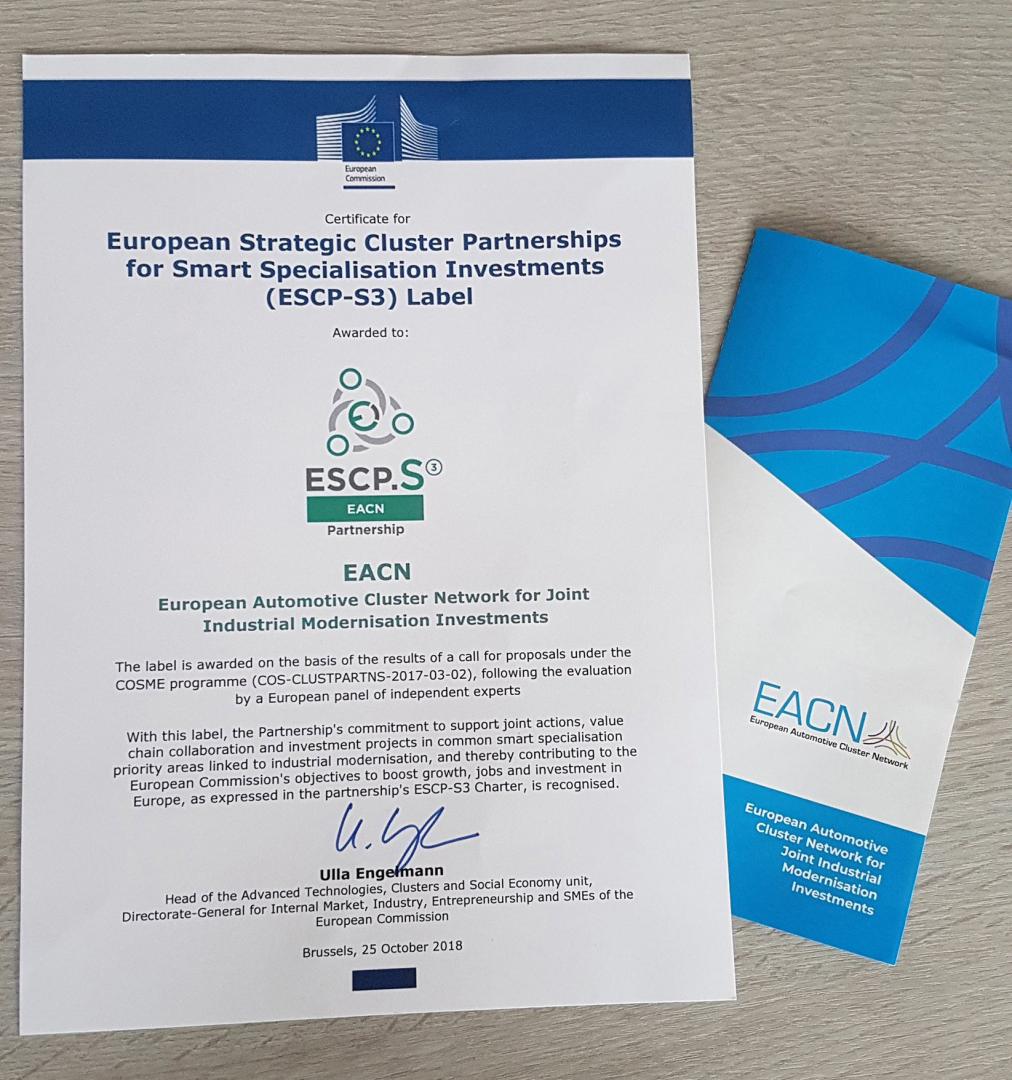 European
Commission
Certificate for
European Strategic Cluster Partnerships
for Smart Specialisation Investments
(ESCP-S3) Label
Awarded to:
ESCP.S③
EACN
Partnership
EACN
European Automotive Cluster Network for Joint
Industrial Modernisation Investments
The label is awarded on the basis of the results of a call for proposals under the
COSME programme (COS-CLUSTPARTNS-2017-03-02), following the evaluation
by a European panel of independent experts
With this label, the Partnership's commitment to support joint actions, value
chain collaboration and investment projects in common smart specialisation
priority areas linked to industrial modernisation, and thereby contributing to the
European Commission's objectives to boost growth, jobs and investment in
Europe, as expressed in the partnership's ESCP-S3 Charter, is recognised.
Ulla Engelmann
Head of the Advanced Technologies, Clusters and Social Economy unit,
Directorate-General for Internal Market, Industry, Entrepreneurship and SMEs of the
European Commission
Brussels, 25 October 2018
EACN
European Automotive Cluster Network
European Automotive
Cluster Network for
Joint Industrial
Modernisation
Investments